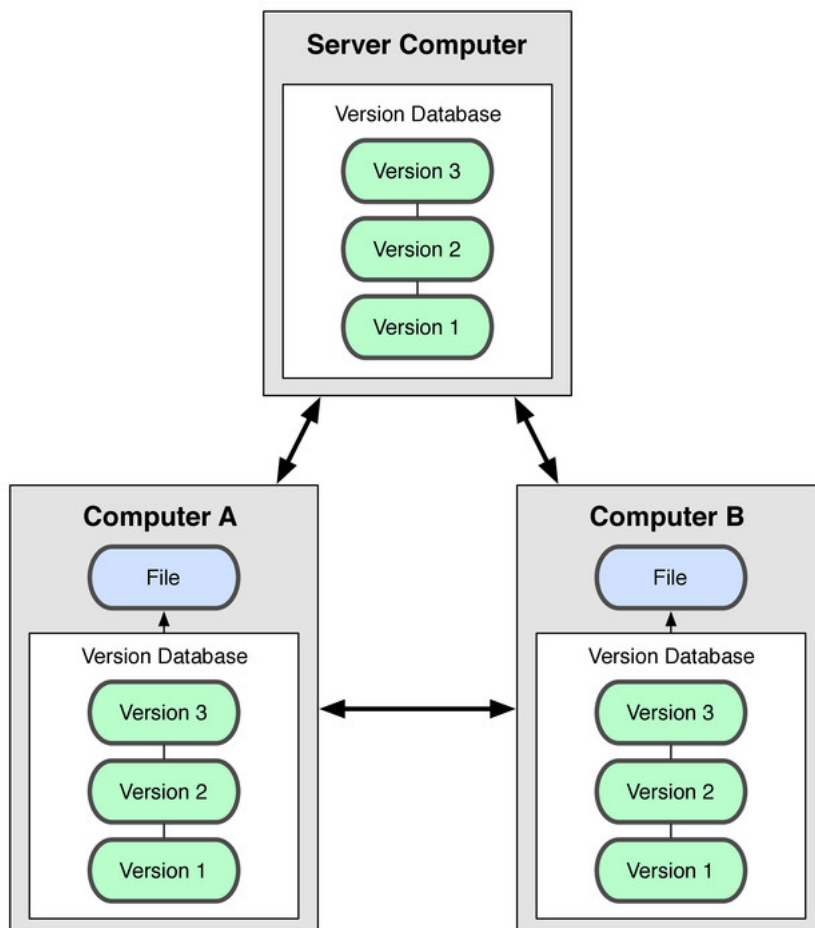 Server Computer
Version Database
Version 3
Version 2
Version 1
Computer A
File
Version Database
Version 3
Version 2
Version 1
Computer B
File
Version Database
Version 3
Version 2
Version 1